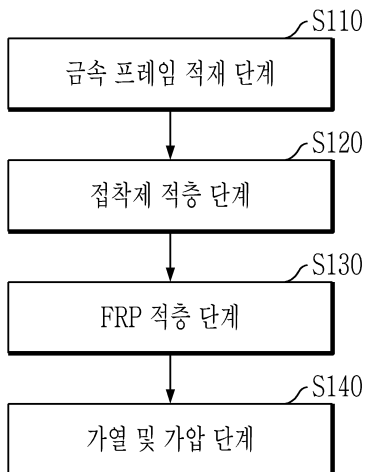 S110
금속 프레임 적재 단계
S120
접착제 적층 단계
S130
FRP 적층 단계
S140
가열 및 가압 단계